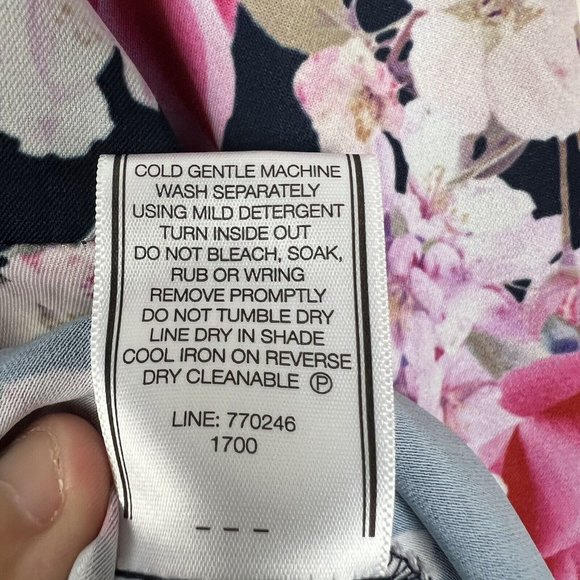 COLD GENTLE MACHINE
WASH SEPARATELY
USING MILD DETERGENT
TURN INSIDE OUT
DO NOT BLEACH, SOAK,
RUB OR WRING
REMOVE PROMPTLY
DO NOT TUMBLE DRY
LINE DRY IN SHADE
COOL IRON ON REVERSE
DRY CLEANABLE Ⓟ
LINE: 770246
1700
_ _ _